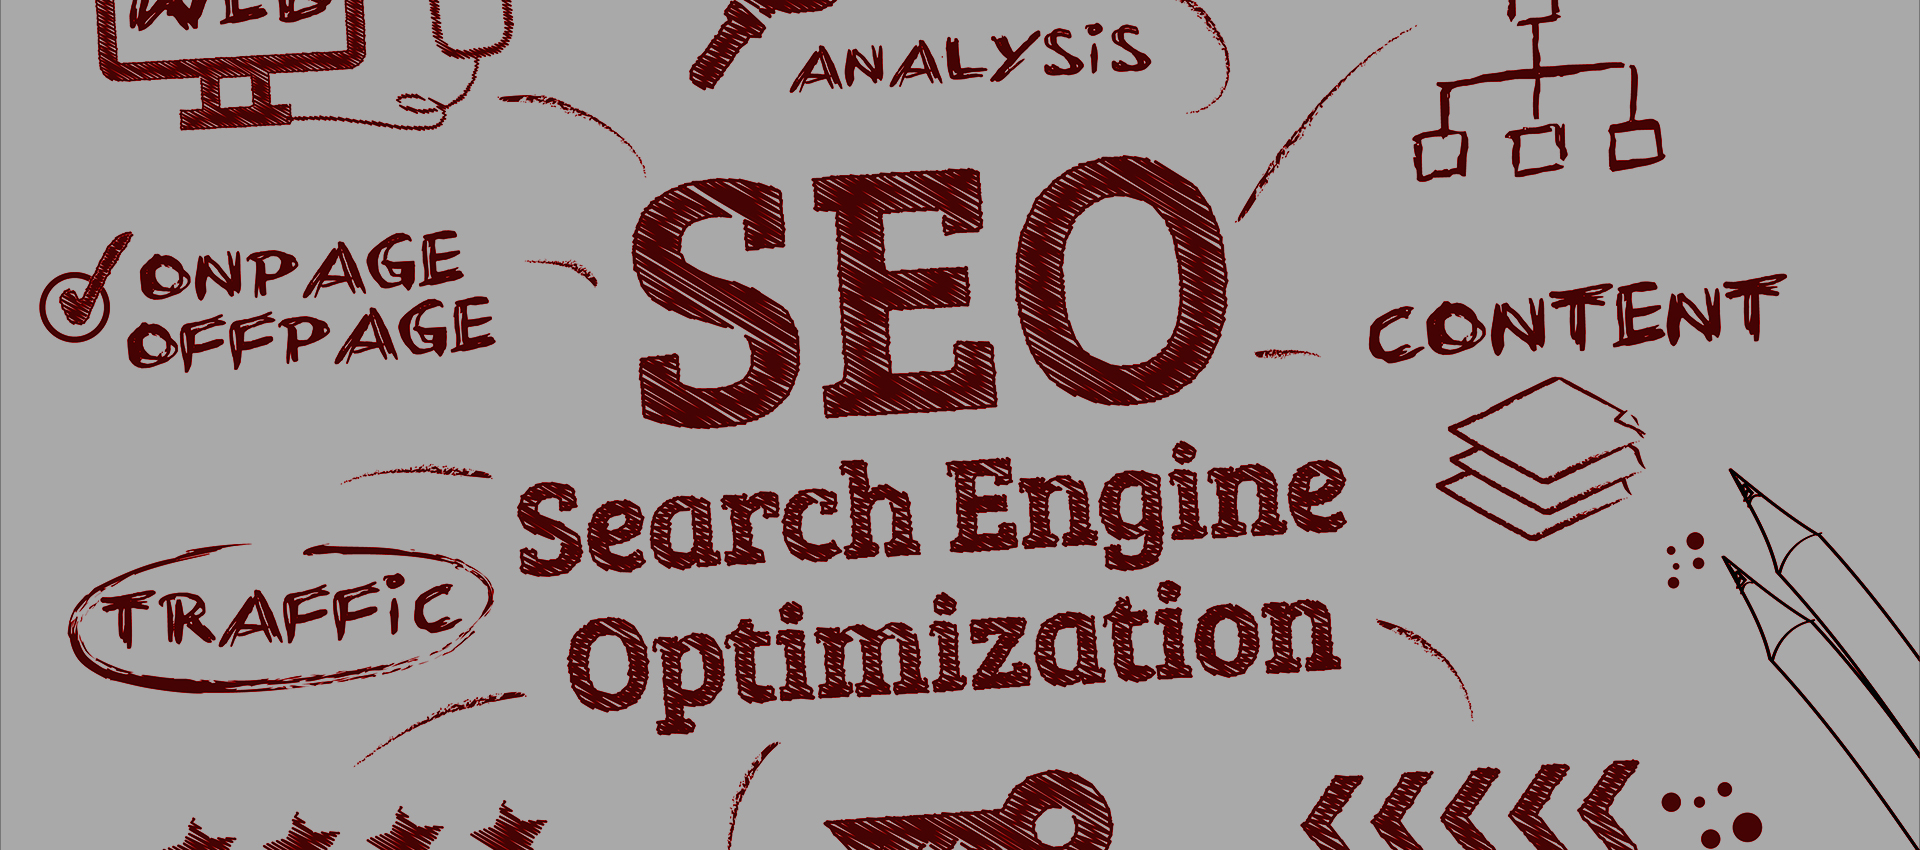 WEB
ANALYSiS
SEO
ONPAGE
OFFPAGE
CONTENT
Search Engine
Optimization
TRAFFiC